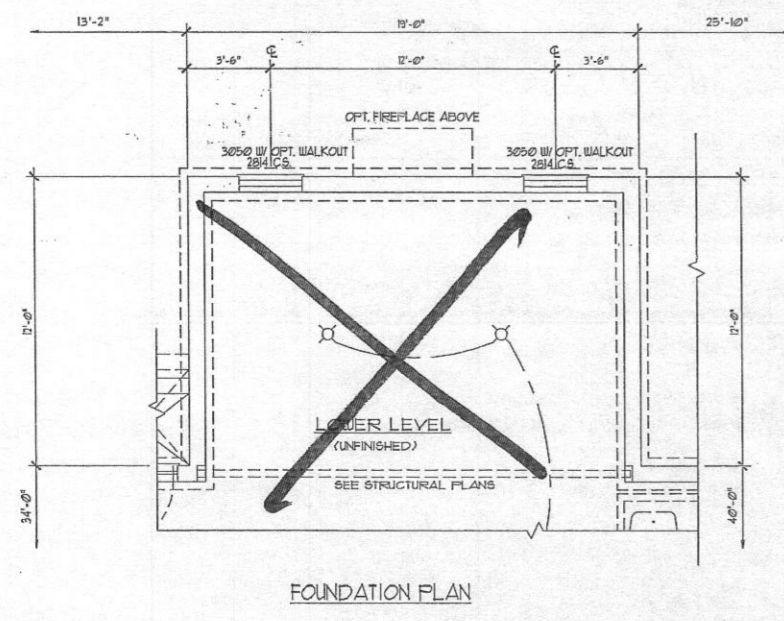 13'-2" 19'-0" 25'-10"
3'-6" ℄ 12'-0" ℄ 3'-6"
OPT. FIREPLACE ABOVE
3050 W/ OPT. WALKOUT 3050 W/ OPT. WALKOUT
2814 C.S. 2814 C.S.
12'-0" 12'-0"
LOWER LEVEL
(UNFINISHED)
SEE STRUCTURAL PLANS
34'-0" 40'-0"
FOUNDATION PLAN